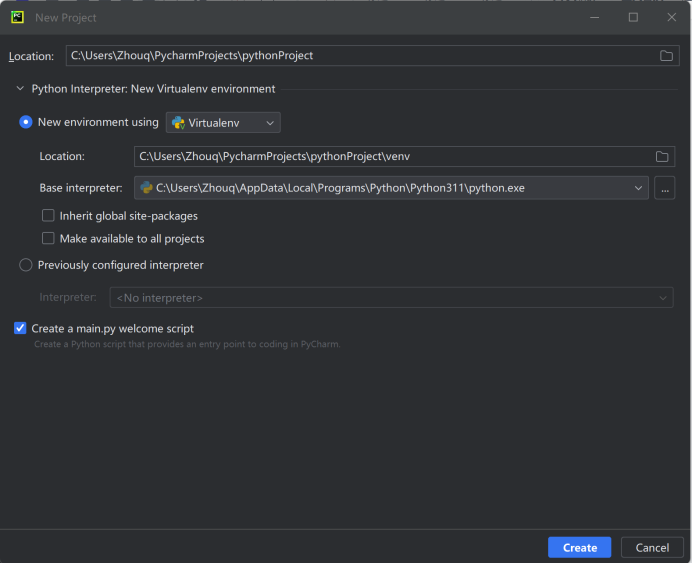 PC
New Project
Location: C:\Users\Zhouq\PycharmProjects\pythonProject
Python Interpreter: New Virtualenv environment
New environment using Virtualenv
Location: C:\Users\Zhouq\PycharmProjects\pythonProject\venv
Base interpreter: C:\Users\Zhouq\AppData\Local\Programs\Python\Python311\python.exe ...
Inherit global site-packages
Make available to all projects
Previously configured interpreter
Interpreter: <No interpreter>
Create a main.py welcome script
Create a Python script that provides an entry point to coding in PyCharm.
Create Cancel